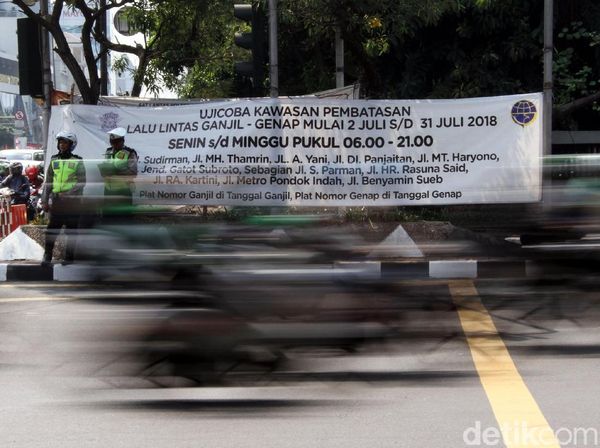 UJICOBA KAWASAN PEMBATASAN
LALU LINTAS GANJIL - GENAP MULAI 2 JULI S/D 31 JULI 2018
SENIN s/d MINGGU PUKUL 06.00 - 21.00
Sudirman, Jl. MH. Thamrin, JL. A. Yani, Jl. DI. Panjaitan, Jl. MT. Haryono,
Jend. Gatot Subroto, Sebagian Jl. S. Parman, Jl. HR. Rasuna Said,
Jl. RA. Kartini, Jl. Metro Pondok Indah, Jl. Benyamin Sueb
Plat Nomor Ganjil di Tanggal Ganjil, Plat Nomor Genap di Tanggal Genap
detikcom